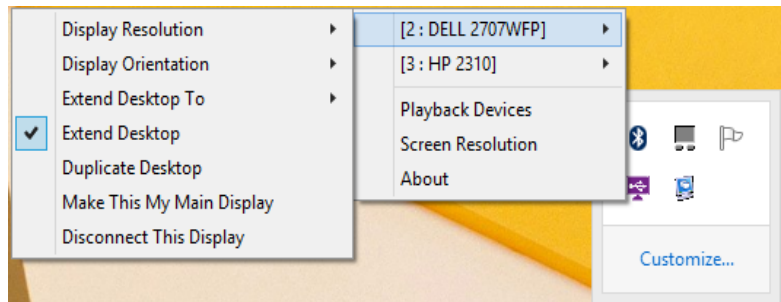 Display Resolution
Display Orientation
Extend Desktop To
Extend Desktop
Duplicate Desktop
Make This My Main Display
Disconnect This Display
[2 : DELL 2707WFP]
[3 : HP 2310]
Playback Devices
Screen Resolution
About
Customize...